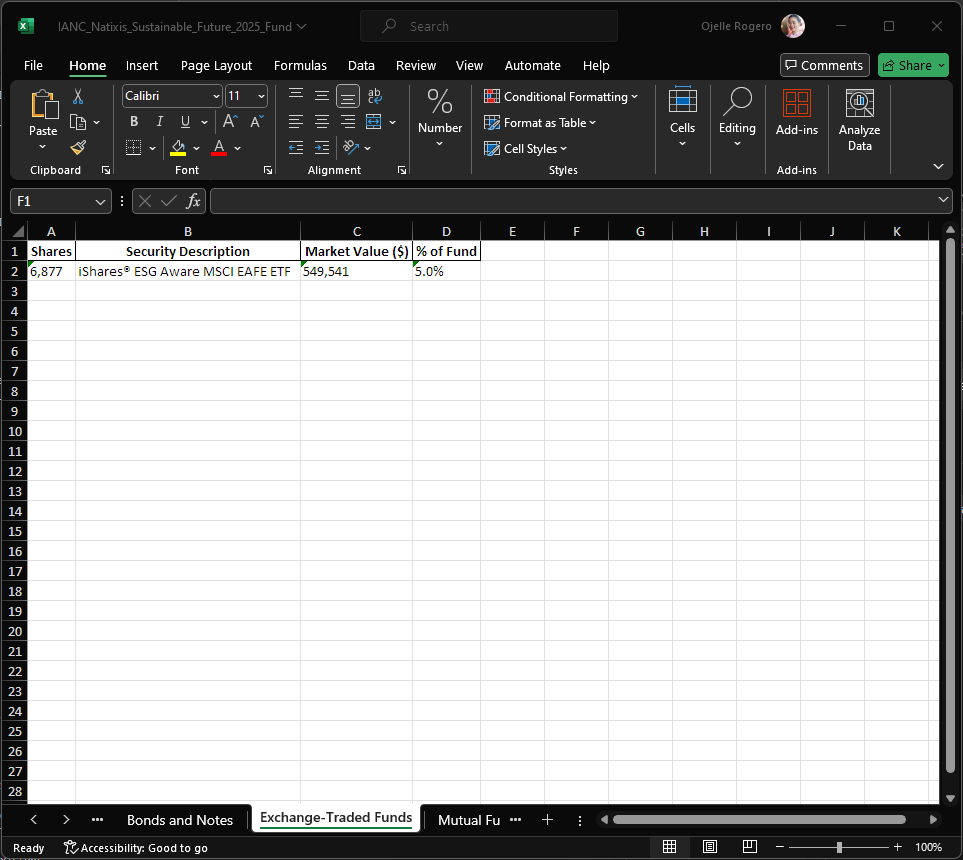 IANC_Natixis_Sustainable_Future_2025_Fund
Search
Ojelle Rogero
File Home Insert Page Layout Formulas Data Review View Automate Help
Comments
Share
Paste
Calibri 11
B I U A A
A
Number
Conditional Formatting
Format as Table
Cell Styles
Cells
Editing
Add-ins
Analyze
Data
Clipboard Font Alignment Styles Add-ins
F1 fx
A B C D E F G H I J K
1 Shares Security Description Market Value ($) % of Fund
2 6,877 iShares® ESG Aware MSCI EAFE ETF 549,541 5.0%
3
4
5
6
7
8
9
10
11
12
13
14
15
16
17
18
19
20
21
22
23
24
25
26
27
28
Bonds and Notes Exchange-Traded Funds Mutual Fu
Ready Accessibility: Good to go 100%